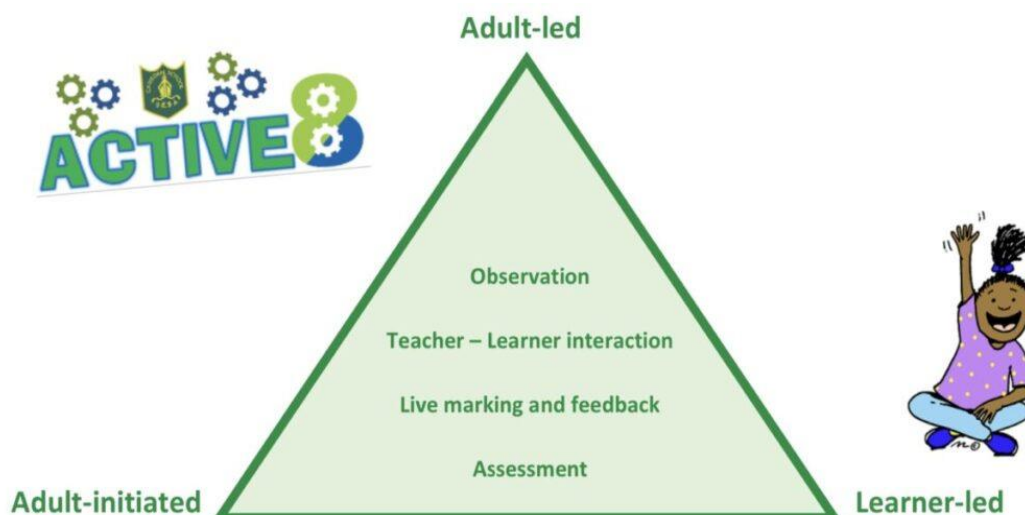 Adult-led
ACTIVE8
Observation
Teacher – Learner interaction
Live marking and feedback
Assessment
Adult-initiated
Learner-led